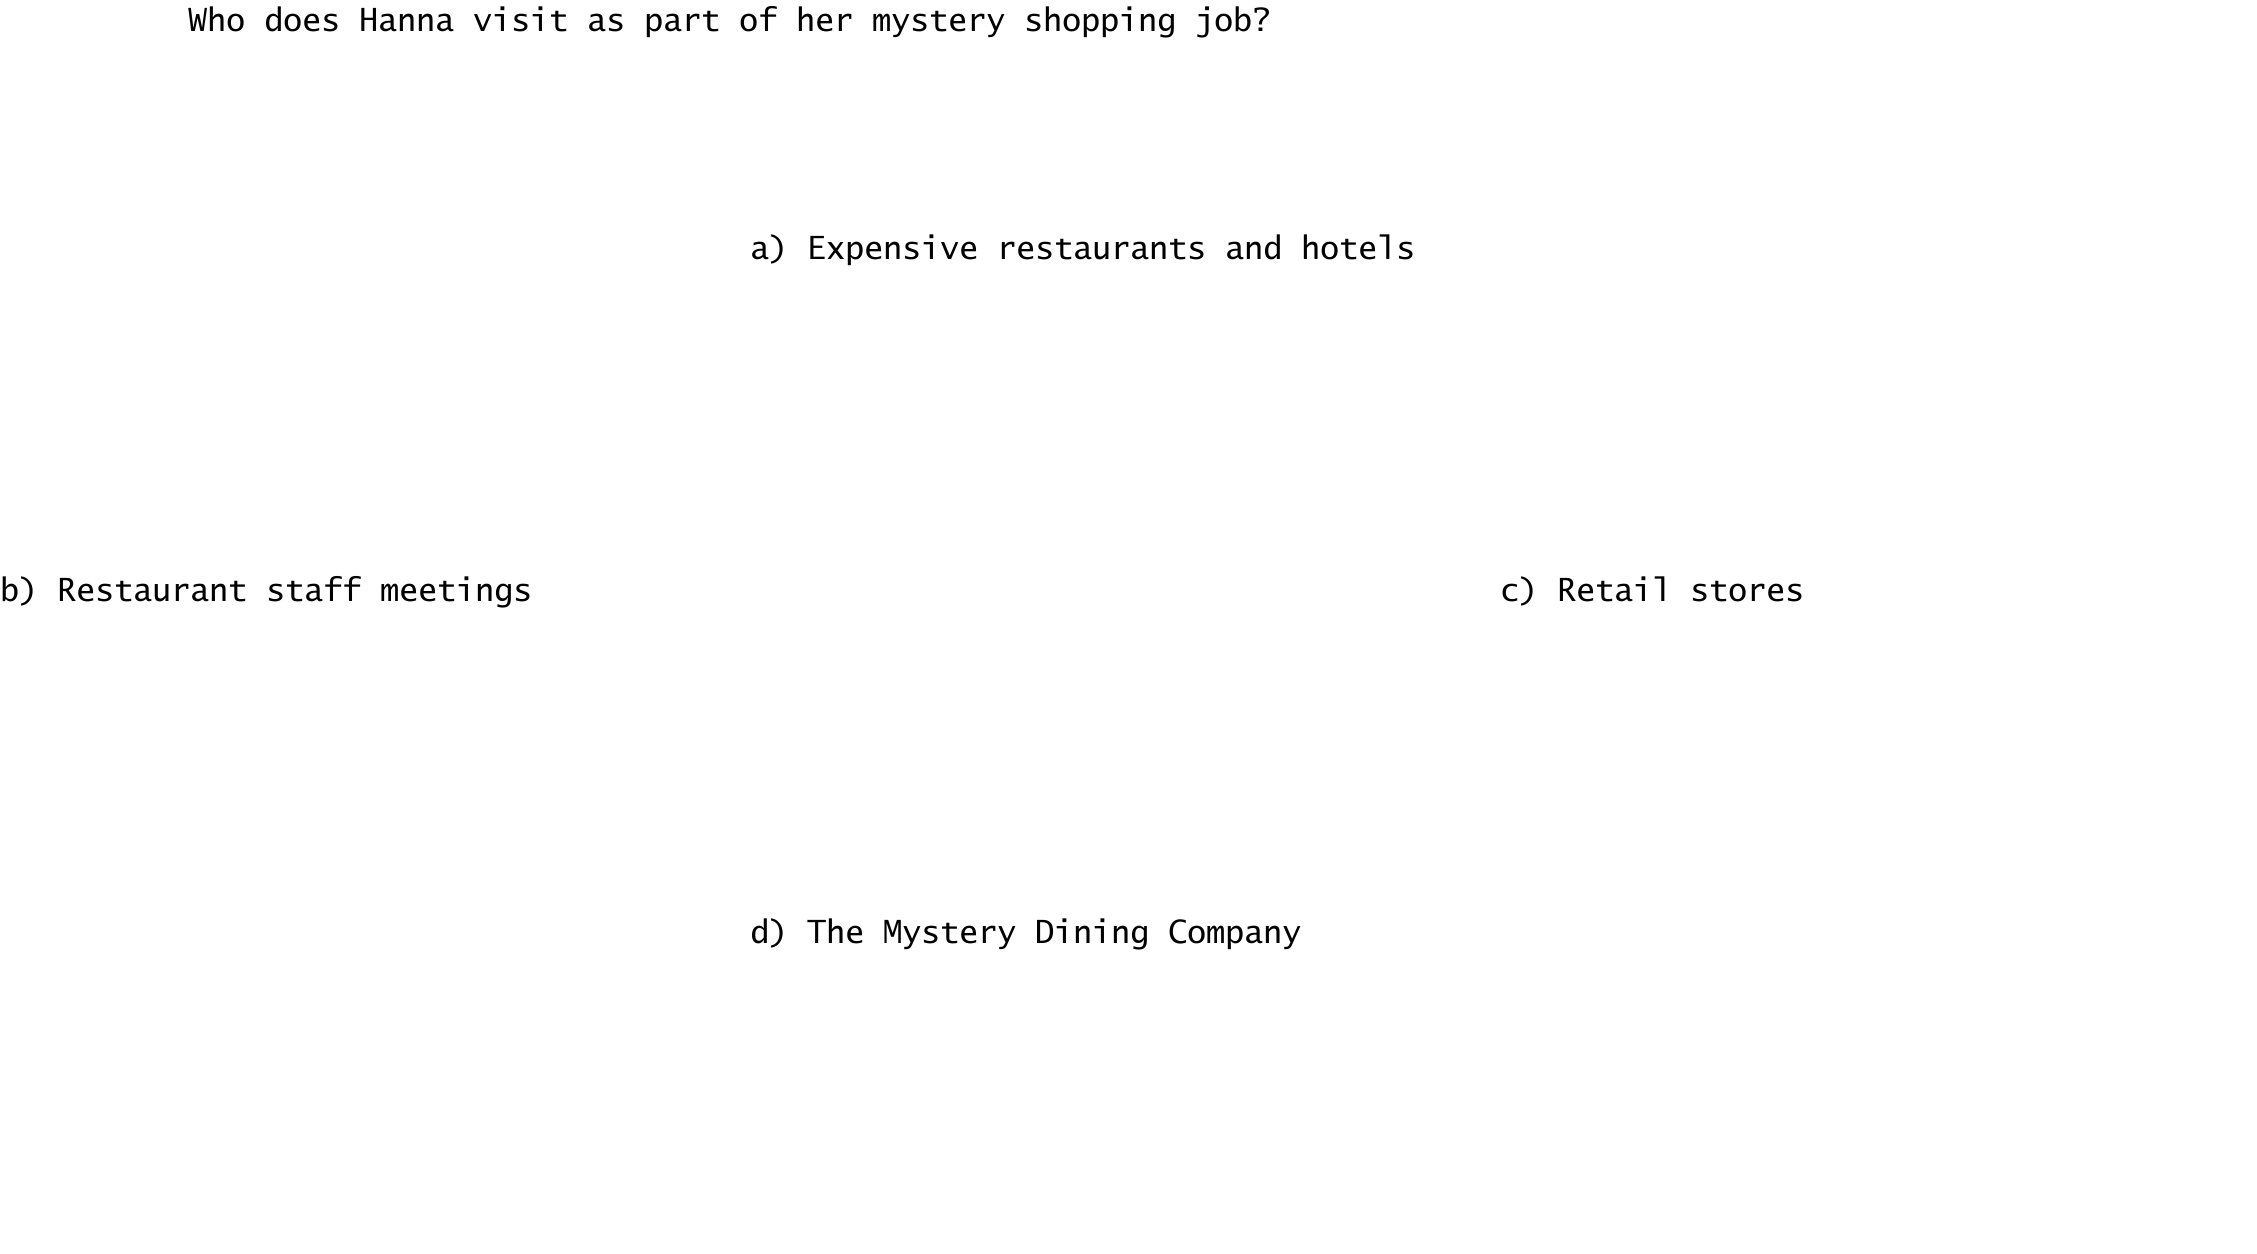 Who does Hanna visit as part of her mystery shopping job?
a) Expensive restaurants and hotels
b) Restaurant staff meetings
c) Retail stores
d) The Mystery Dining Company